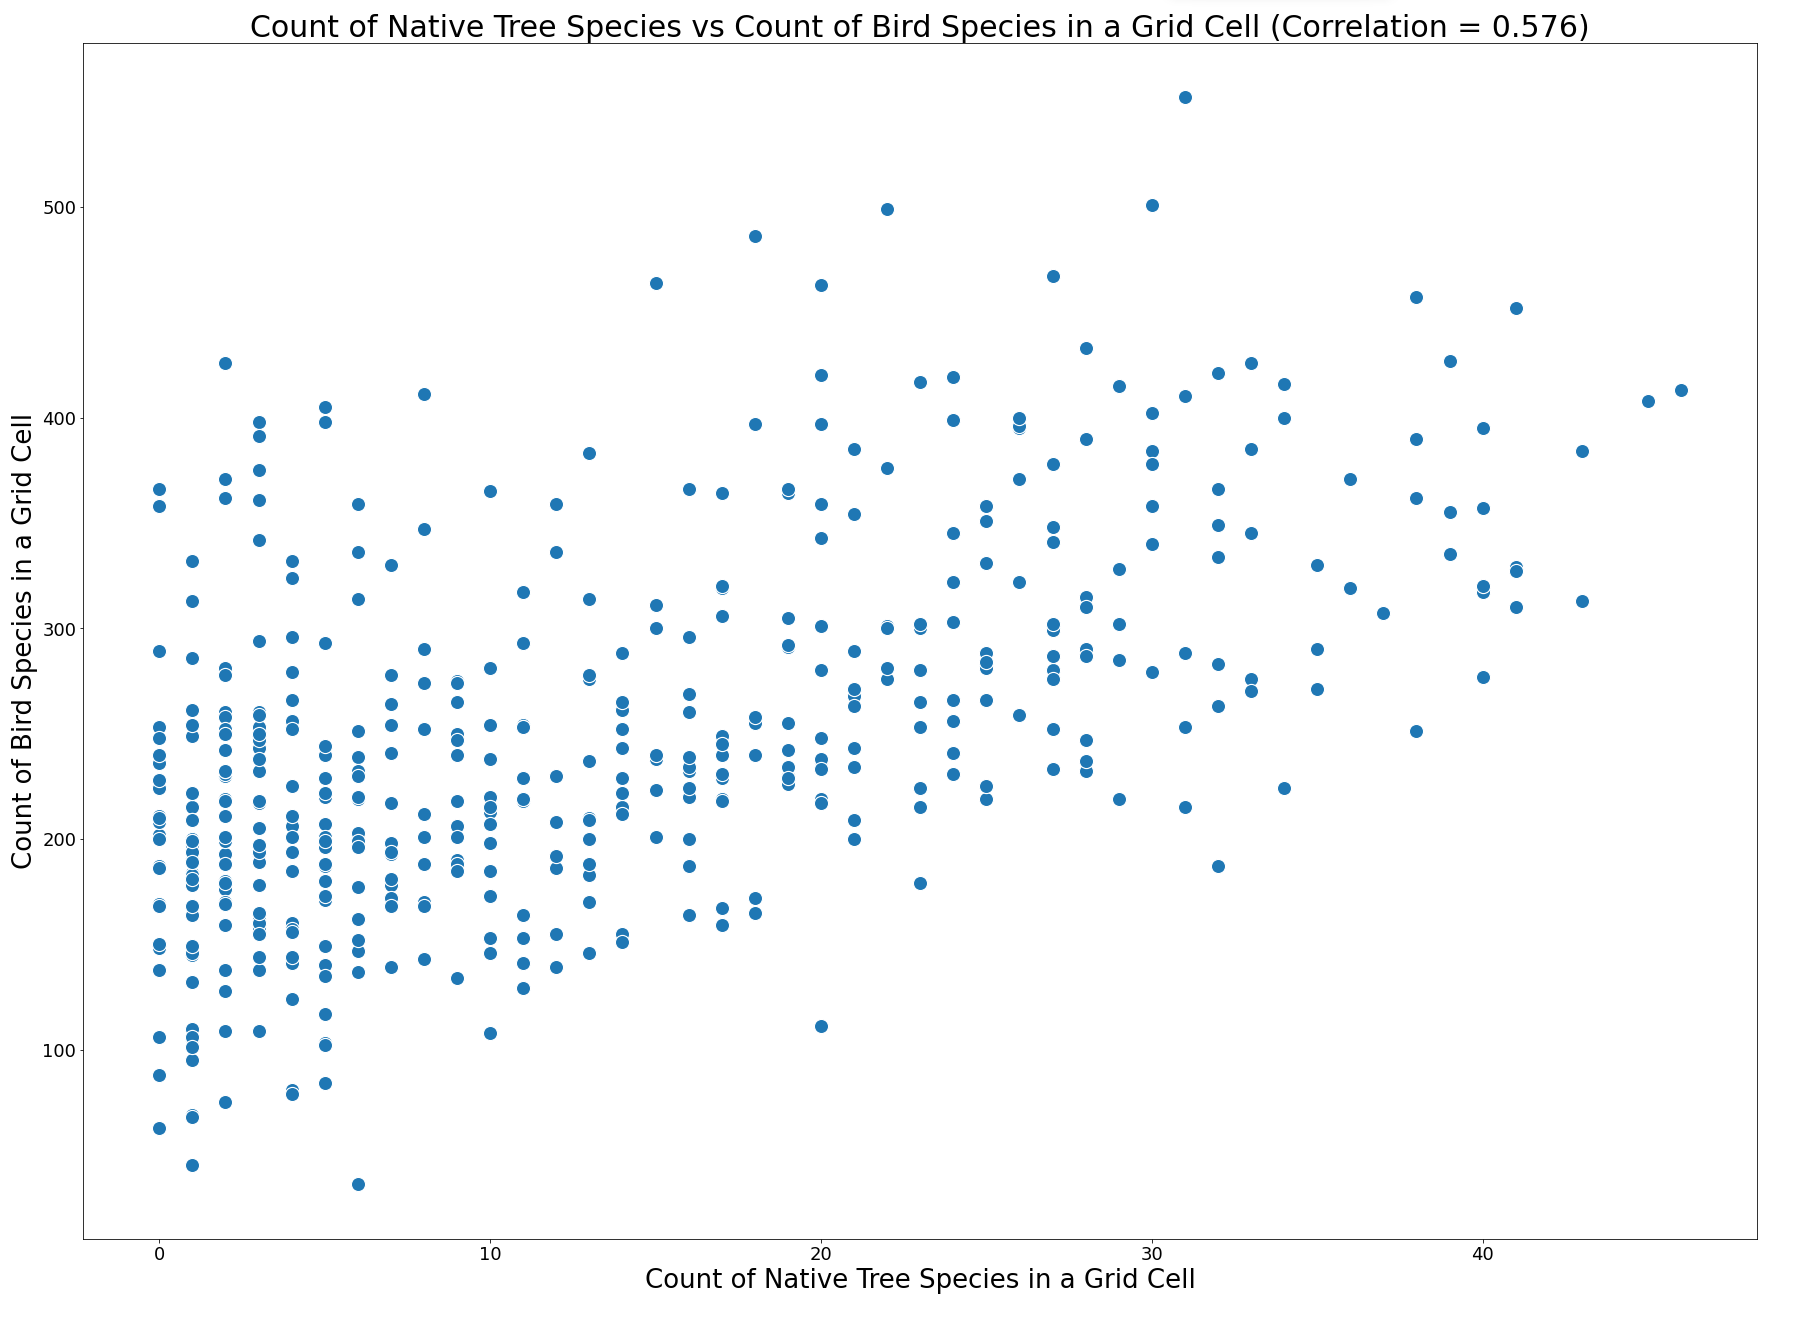 Count of Native Tree Species vs Count of Bird Species in a Grid Cell (Correlation = 0.576)
Count of Bird Species in a Grid Cell
500
400
300
200
100
0 10 20 30 40
Count of Native Tree Species in a Grid Cell